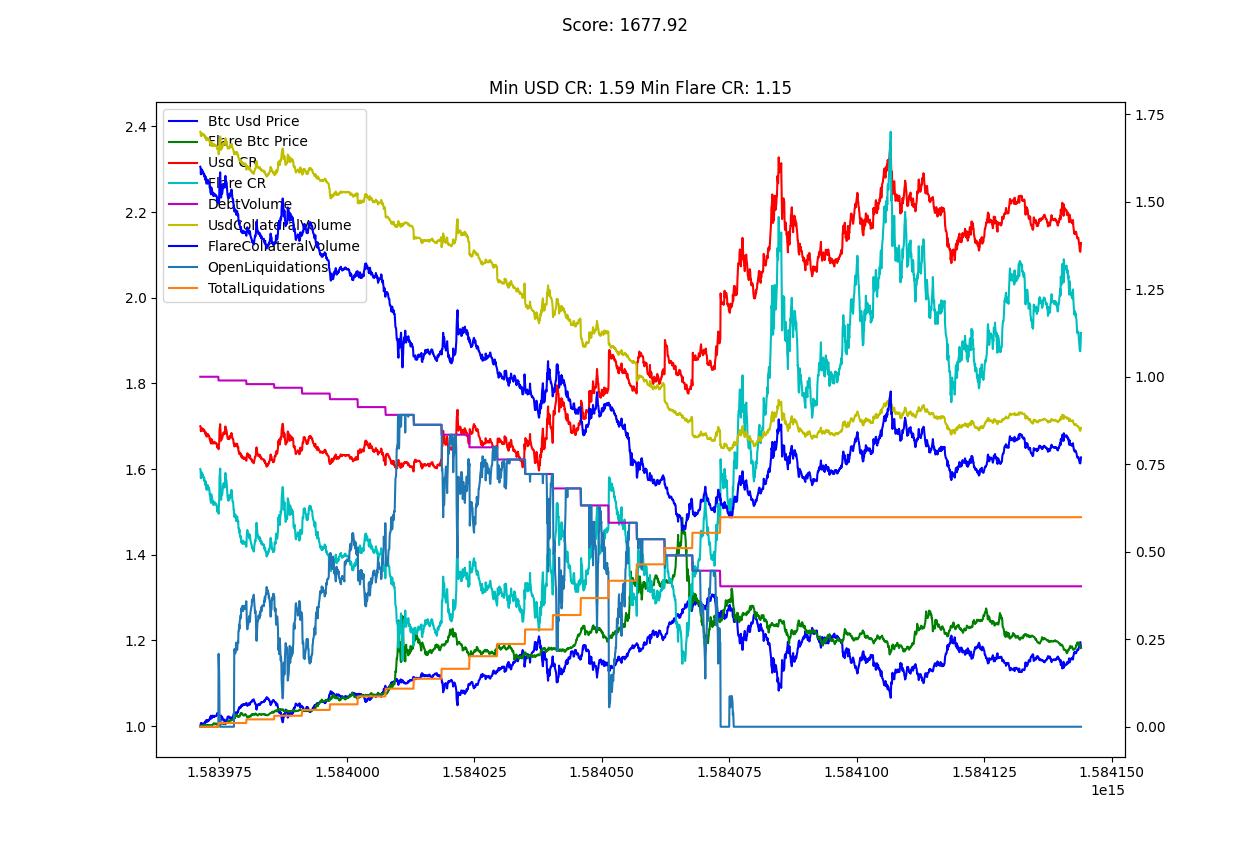 Score: 1677.92
Min USD CR: 1.59 Min Flare CR: 1.15
Btc Usd Price
Flare Btc Price
Usd CR
Flare CR
DebtVolume
UsdCollateralVolume
FlareCollateralVolume
OpenLiquidations
TotalLiquidations
2.4
2.2
2.0
1.8
1.6
1.4
1.2
1.0
1.75
1.50
1.25
1.00
0.75
0.50
0.25
0.00
1.583975 1.584000 1.584025 1.584050 1.584075 1.584100 1.584125 1.584150
1e15